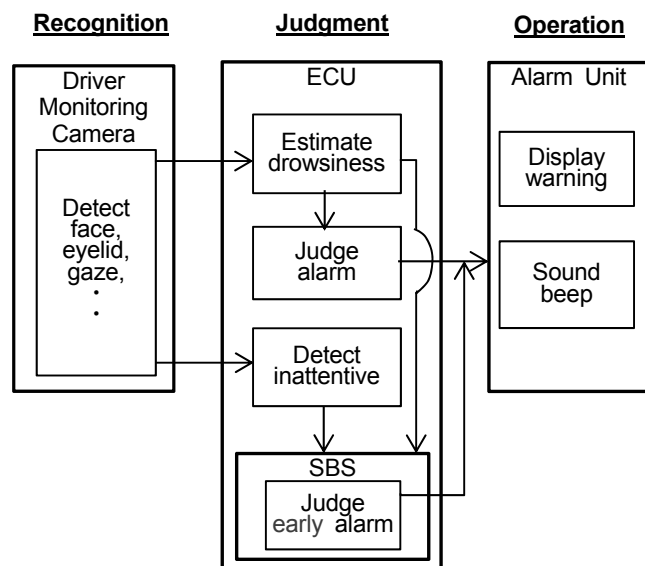 Recognition
Judgment
Operation
Driver
Monitoring
Camera
Detect
face,
eyelid,
gaze,
ECU
Estimate
drowsiness
Judge
alarm
Detect
inattentive
SBS
Judge
early alarm
Alarm Unit
Display
warning
Sound
beep